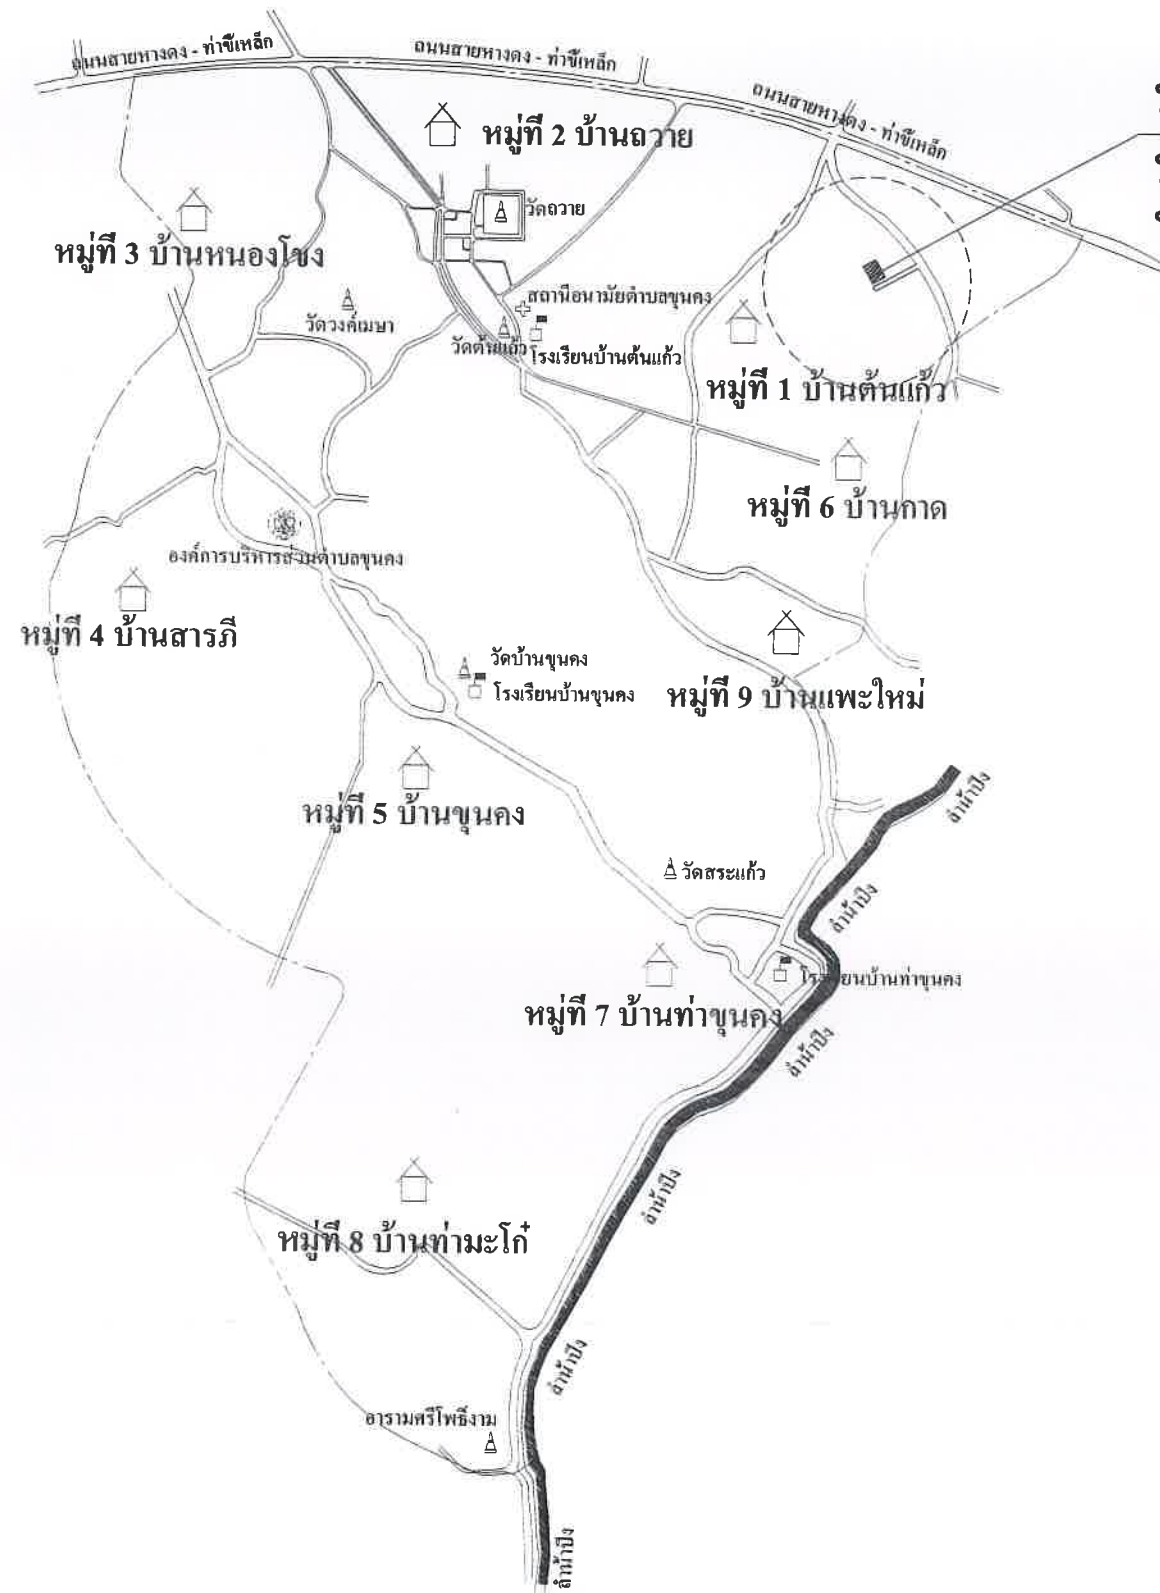 ถนนสายหางดง - ท่าขี้เหล็ก
ถนนสายหางดง - ท่าขี้เหล็ก
ถนนสายหางดง - ท่าขี้เหล็ก
หมู่ที่ 2 บ้านถวาย
วัดถวาย
หมู่ที่ 3 บ้านหนองโขง
สถานีอนามัยตำบลขุนคง
วัดวงค์เมษา
วัดต้นแก้ว
โรงเรียนบ้านต้นแก้ว
หมู่ที่ 1 บ้านต้นแก้ว
หมู่ที่ 6 บ้านกาด
องค์การบริหารส่วนตำบลขุนคง
หมู่ที่ 4 บ้านสารภี
วัดบ้านขุนคง
โรงเรียนบ้านขุนคง
หมู่ที่ 9 บ้านแพะใหม่
ลำน้ำปิง
หมู่ที่ 5 บ้านขุนคง
วัดสระแก้ว
ลำน้ำปิง
โรงเรียนบ้านท่าขุนคง
หมู่ที่ 7 บ้านท่าขุนคง
ลำน้ำปิง
ลำน้ำปิง
หมู่ที่ 8 บ้านท่ามะโก๋
ลำน้ำปิง
อารามศรีโพธิ์งาม
ลำน้ำปิง